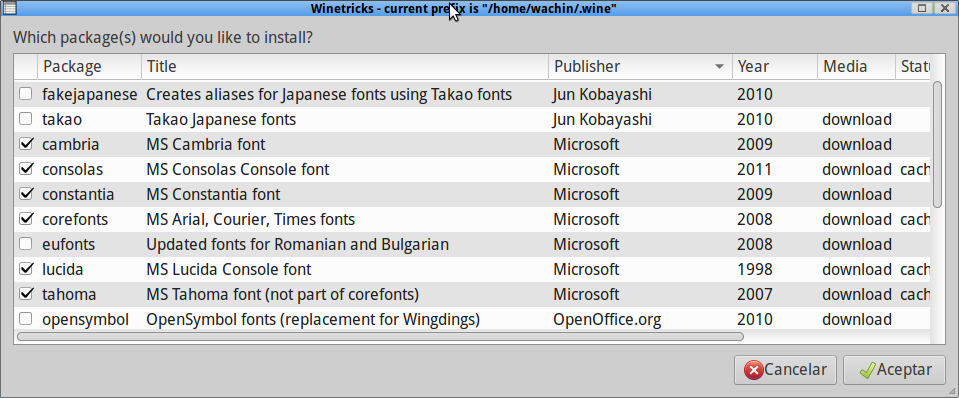 Winetricks - current prefix is "/home/wachin/.wine"
Which package(s) would you like to install?
Package Title Publisher Year Media Statu
fakejapanese Creates aliases for Japanese fonts using Takao fonts Jun Kobayashi 2010
takao Takao Japanese fonts Jun Kobayashi 2010 download
cambria MS Cambria font Microsoft 2009 download
consolas MS Consolas Console font Microsoft 2011 download cach
constantia MS Constantia font Microsoft 2009 download
corefonts MS Arial, Courier, Times fonts Microsoft 2008 download cach
eufonts Updated fonts for Romanian and Bulgarian Microsoft 2008 download
lucida MS Lucida Console font Microsoft 1998 download cach
tahoma MS Tahoma font (not part of corefonts) Microsoft 2007 download cach
opensymbol OpenSymbol fonts (replacement for Wingdings) OpenOffice.org 2010 download
Cancelar Aceptar